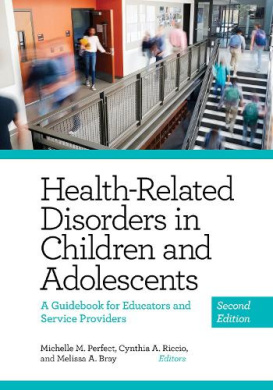 Health-Related
Disorders in
Children and
Adolescents
A Guidebook for Educators and
Service Providers
Second
Edition
Michelle M. Perfect, Cynthia A. Riccio,
and Melissa A. Bray
Editors